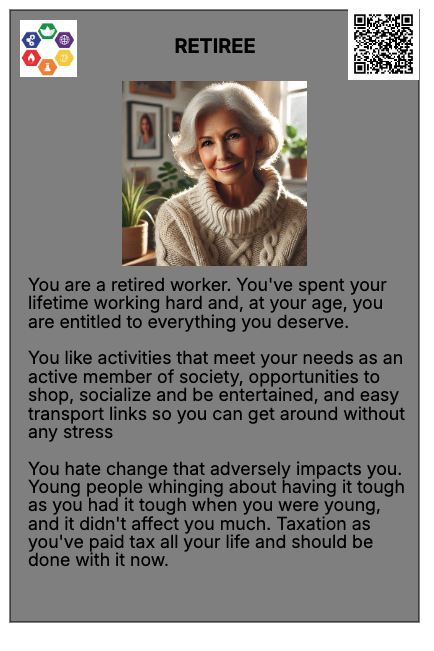 RETIREE
You are a retired worker. You've spent your
lifetime working hard and, at your age, you
are entitled to everything you deserve.
You like activities that meet your needs as an
active member of society, opportunities to
shop, socialize and be entertained, and easy
transport links so you can get around without
any stress
You hate change that adversely impacts you.
Young people whinging about having it tough
as you had it tough when you were young,
and it didn't affect you much. Taxation as
you've paid tax all your life and should be
done with it now.